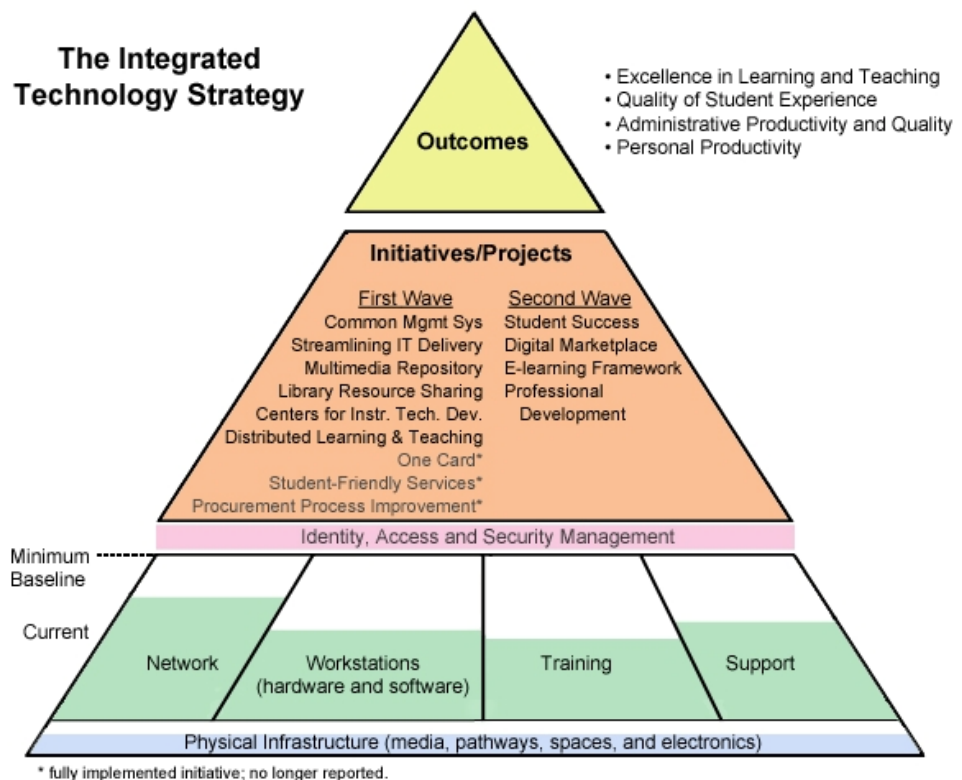 The Integrated
Technology Strategy
• Excellence in Learning and Teaching
• Quality of Student Experience
• Administrative Productivity and Quality
• Personal Productivity
Outcomes
Initiatives/Projects
First Wave
Common Mgmt Sys
Streamlining IT Delivery
Multimedia Repository
Library Resource Sharing
Centers for Instr. Tech. Dev.
Distributed Learning & Teaching
One Card*
Student-Friendly Services*
Procurement Process Improvement*
Second Wave
Student Success
Digital Marketplace
E-learning Framework
Professional
Development
Identity, Access and Security Management
Minimum
Baseline
Current
Network
Workstations
(hardware and software)
Training
Support
Physical Infrastructure (media, pathways, spaces, and electronics)
* fully implemented initiative; no longer reported.